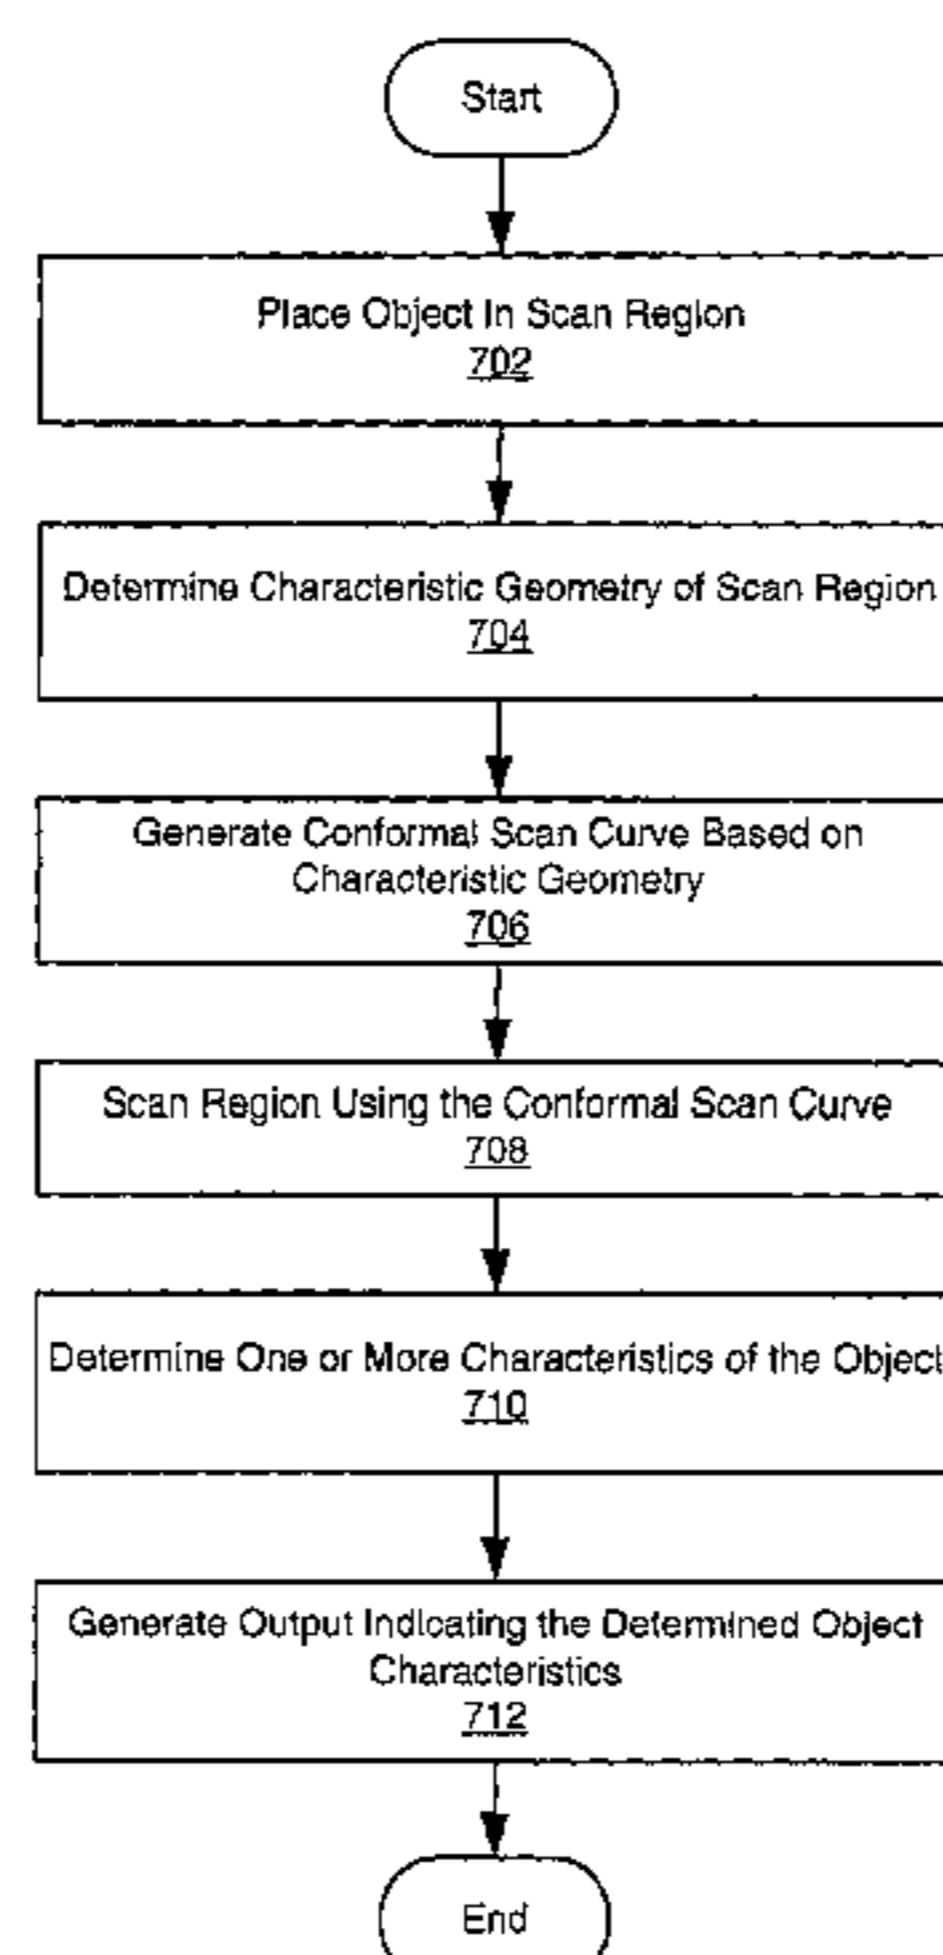 Start
Place Object in Scan Region
702
Determine Characteristic Geometry of Scan Region
704
Generate Conformal Scan Curve Based on
Characteristic Geometry
706
Scan Region Using the Conformal Scan Curve
708
Determine One or More Characteristics of the Object
710
Generate Output Indicating the Determined Object
Characteristics
712
End